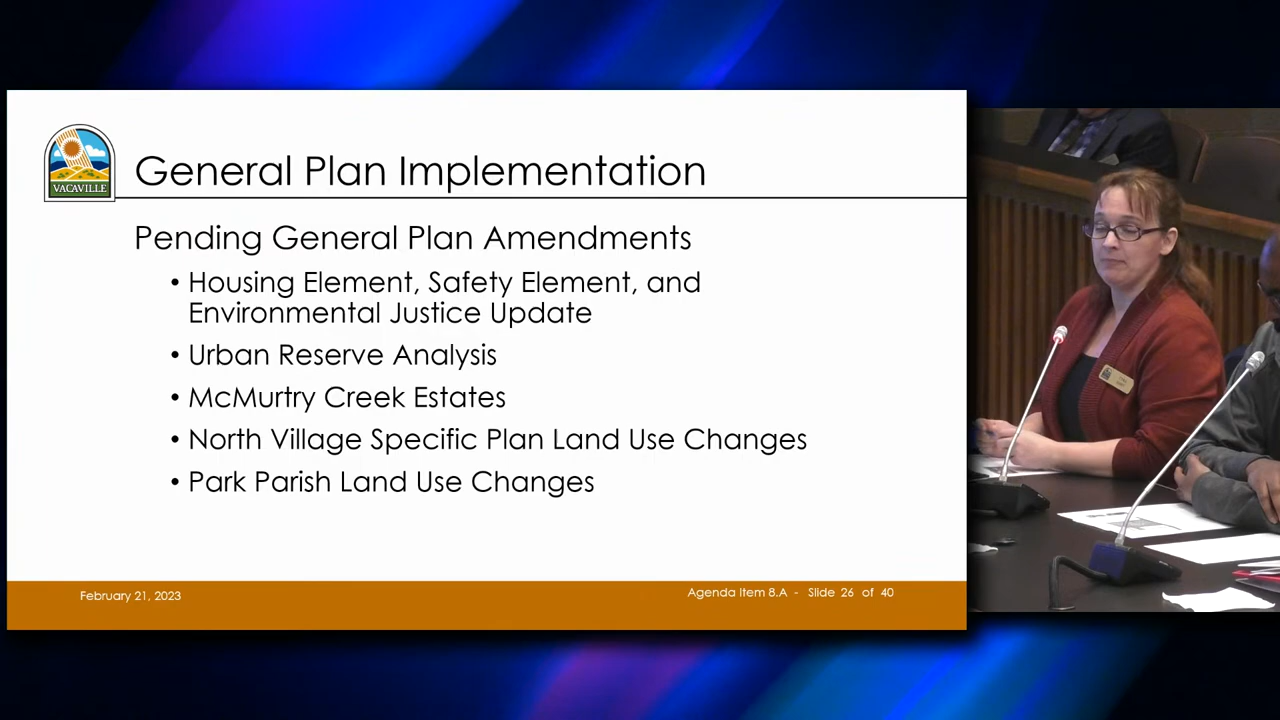 VACAVILLE
General Plan Implementation
Pending General Plan Amendments
• Housing Element, Safety Element, and
Environmental Justice Update
• Urban Reserve Analysis
• McMurtry Creek Estates
• North Village Specific Plan Land Use Changes
• Park Parish Land Use Changes
February 21, 2023
Agenda Item 8.A - Slide 26 of 40